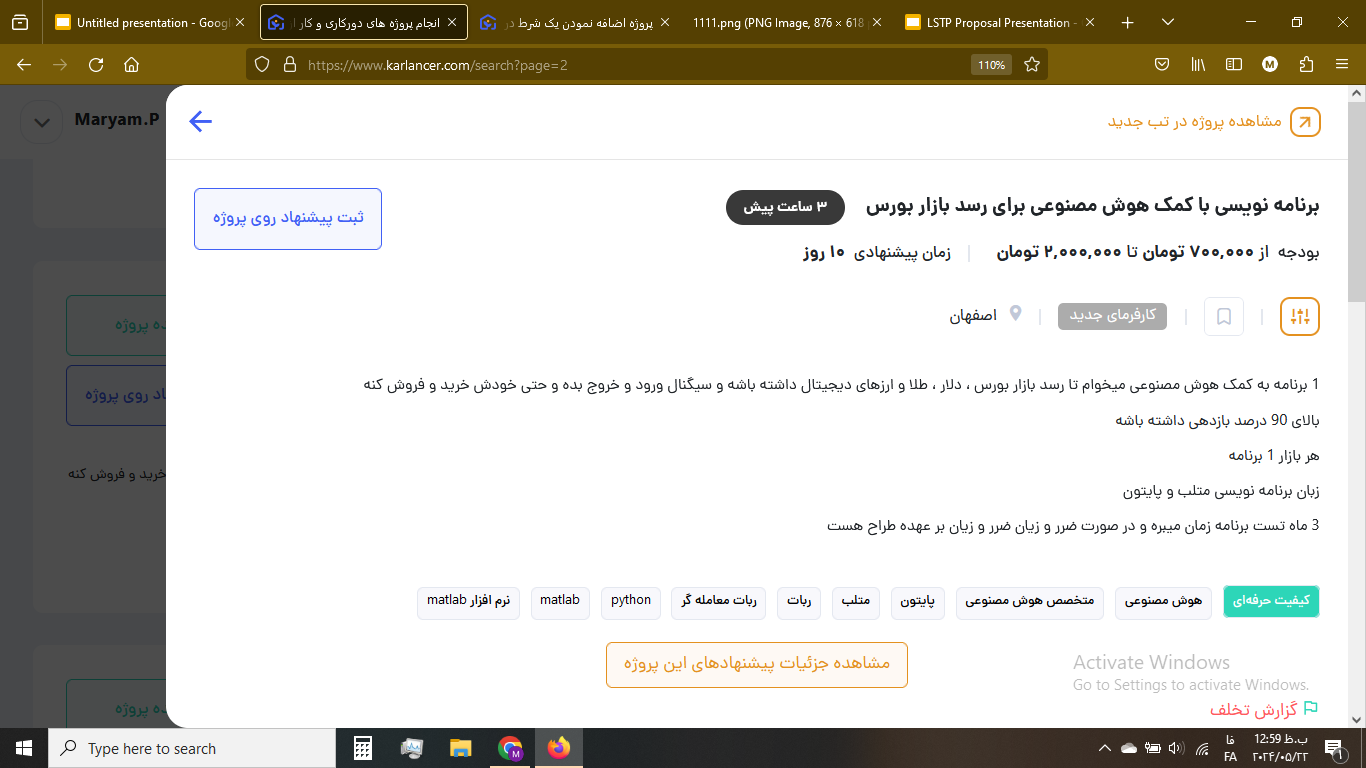 Untitled presentation - Googl
انجام پروژه های دورکاری و کار از
پروژه اضافه نمودن یک شرط در
1111.png (PNG Image, 876 × 618
LSTP Proposal Presentation -
https://www.karlancer.com/search?page=2
110%
Maryam.P
مشاهده پروژه در تب جدید
برنامه نویسی با کمک هوش مصنوعی برای رسد بازار بورس
۳ ساعت پیش
ثبت پیشنهاد روی پروژه
بودجه از ۷۰۰,۰۰۰ تومان تا ۲,۰۰۰,۰۰۰ تومان
زمان پیشنهادی ۱۰ روز
کارفرمای جدید
اصفهان
ده پروژه
اد روی پروژه
خرید و فروش کنه
1 برنامه به کمک هوش مصنوعی میخوام تا رسد بازار بورس ، دلار ، طلا و ارزهای دیجیتال داشته باشه و سیگنال ورود و خروج بده و حتی خودش خرید و فروش کنه
بالای 90 درصد بازدهی داشته باشه
هر بازار 1 برنامه
زبان برنامه نویسی متلب و پایتون
3 ماه تست برنامه زمان میبره و در صورت ضرر و زیان ضرر و زیان بر عهده طراح هست
کیفیت حرفه‌ای
هوش مصنوعی
متخصص هوش مصنوعی
پایتون
متلب
ربات
ربات معامله گر
python
matlab
نرم افزار matlab
مشاهده جزئیات پیشنهادهای این پروژه
ده پروژه
Activate Windows
Go to Settings to activate Windows.
گزارش تخلف
Type here to search
فا
FA
12:59 ب.ظ
۲۰۲۴/۰۵/۲۲
1